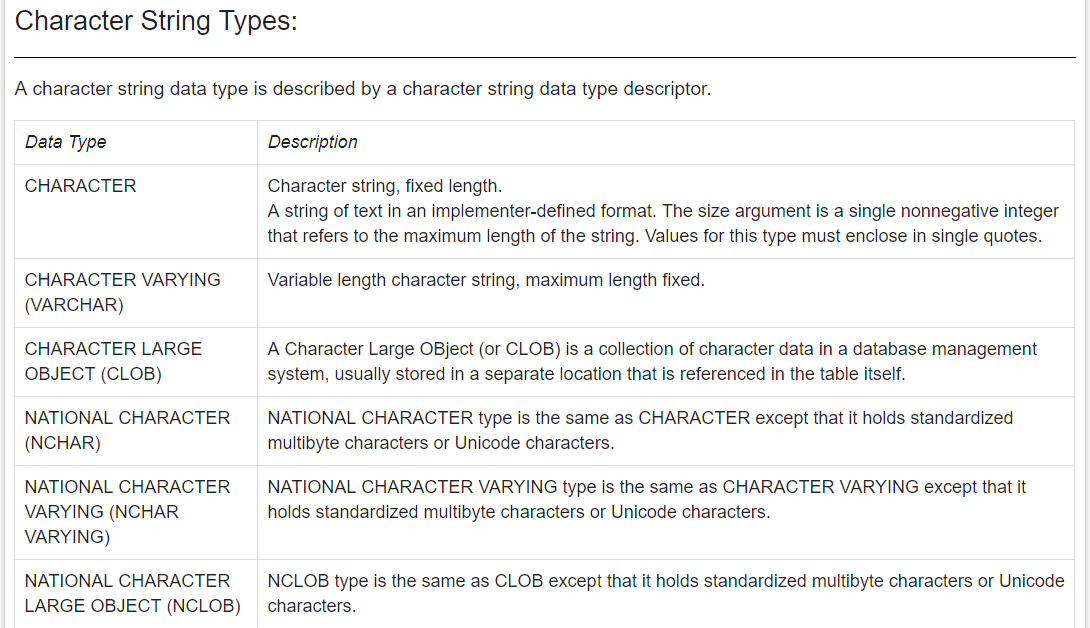 Character String Types:
A character string data type is described by a character string data type descriptor.
Data Type
Description
CHARACTER
Character string, fixed length.
A string of text in an implementer-defined format. The size argument is a single nonnegative integer
that refers to the maximum length of the string. Values for this type must enclose in single quotes.
CHARACTER VARYING
(VARCHAR)
Variable length character string, maximum length fixed.
CHARACTER LARGE
OBJECT (CLOB)
A Character Large OBject (or CLOB) is a collection of character data in a database management
system, usually stored in a separate location that is referenced in the table itself.
NATIONAL CHARACTER
(NCHAR)
NATIONAL CHARACTER type is the same as CHARACTER except that it holds standardized
multibyte characters or Unicode characters.
NATIONAL CHARACTER
VARYING (NCHAR
VARYING)
NATIONAL CHARACTER VARYING type is the same as CHARACTER VARYING except that it
holds standardized multibyte characters or Unicode characters.
NATIONAL CHARACTER
LARGE OBJECT (NCLOB)
NCLOB type is the same as CLOB except that it holds standardized multibyte characters or Unicode
characters.